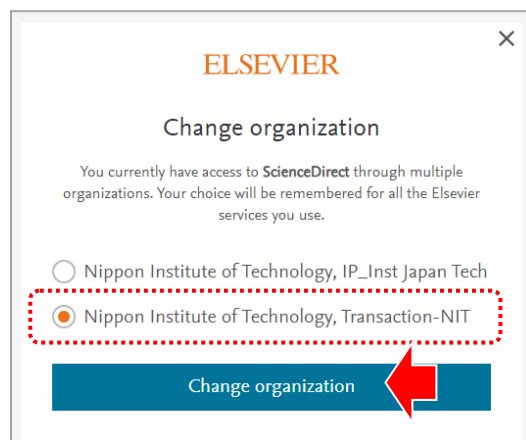 ELSEVIER
Change organization
You currently have access to ScienceDirect through multiple
organizations. Your choice will be remembered for all the Elsevier
services you use.
Nippon Institute of Technology, IP_Inst Japan Tech
Nippon Institute of Technology, Transaction-NIT
Change organization